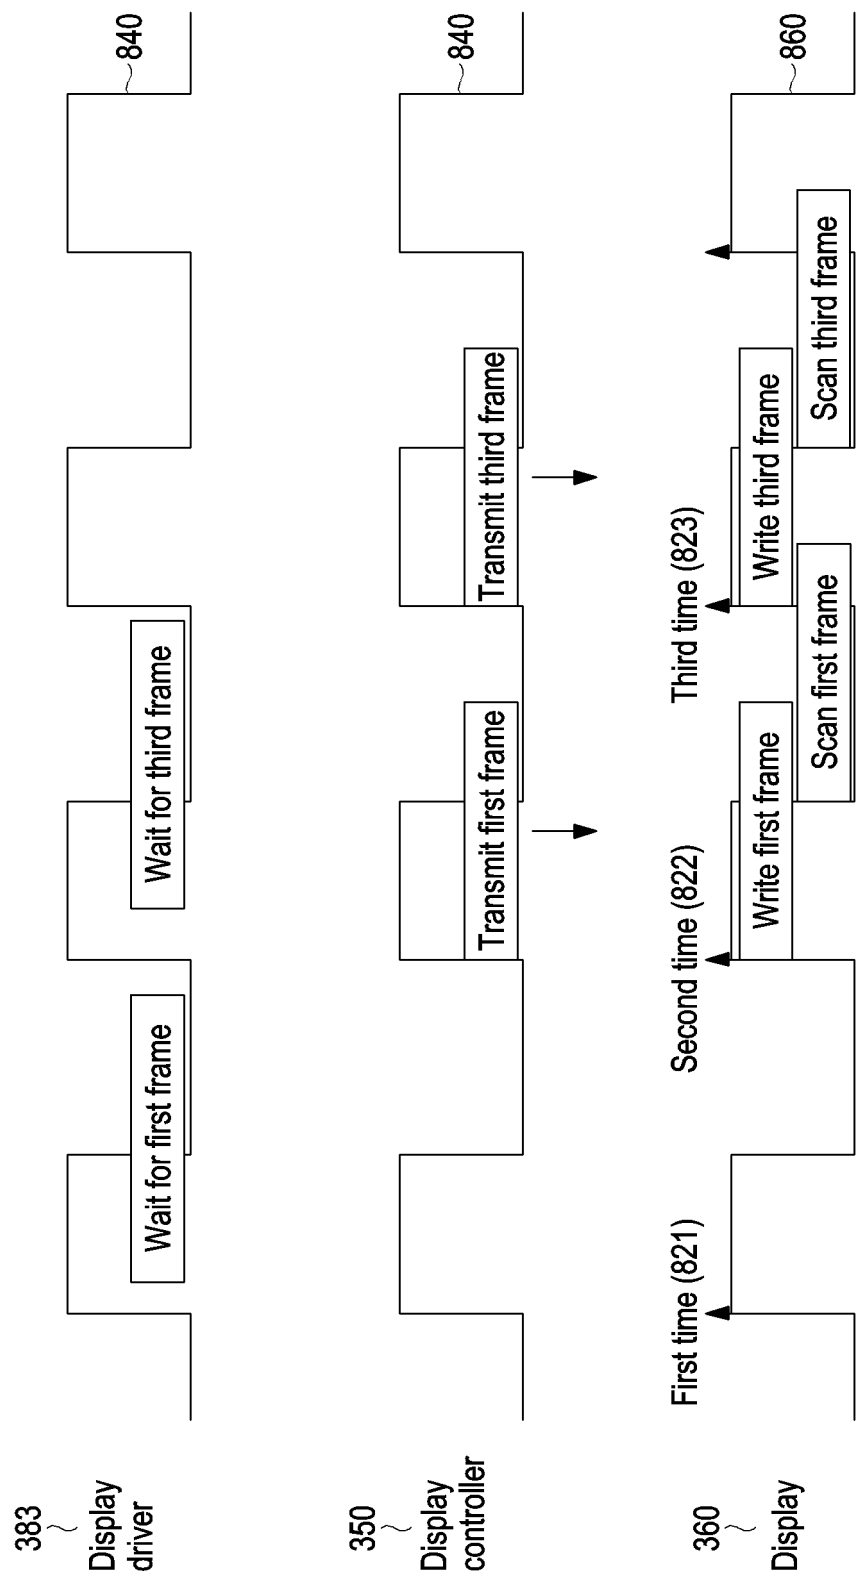 383
Display
driver
Wait for first frame
Wait for third frame
840
350
Display
controller
Transmit first frame
Transmit third frame
840
360
Display
First time (821)
Second time (822)
Third time (823)
Write first frame
Write third frame
Scan first frame
Scan third frame
860